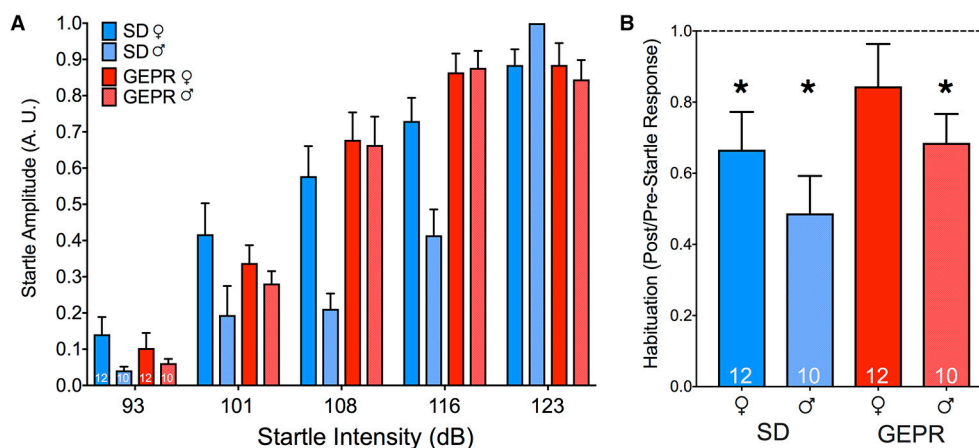 A
SD ♀
SD ♂
GEPR ♀
GEPR ♂
Startle Amplitude (A. U.)
1.0
0.9
0.8
0.7
0.6
0.5
0.4
0.3
0.2
0.1
0.0
12 10 12 10
93 101 108 116 123
Startle Intensity (dB)
B
Habituation (Post/Pre-Startle Response)
1.0
0.8
0.6
0.4
0.2
0.0
* * *
12 10 12 10
♀ ♂ ♀ ♂
SD GEPR